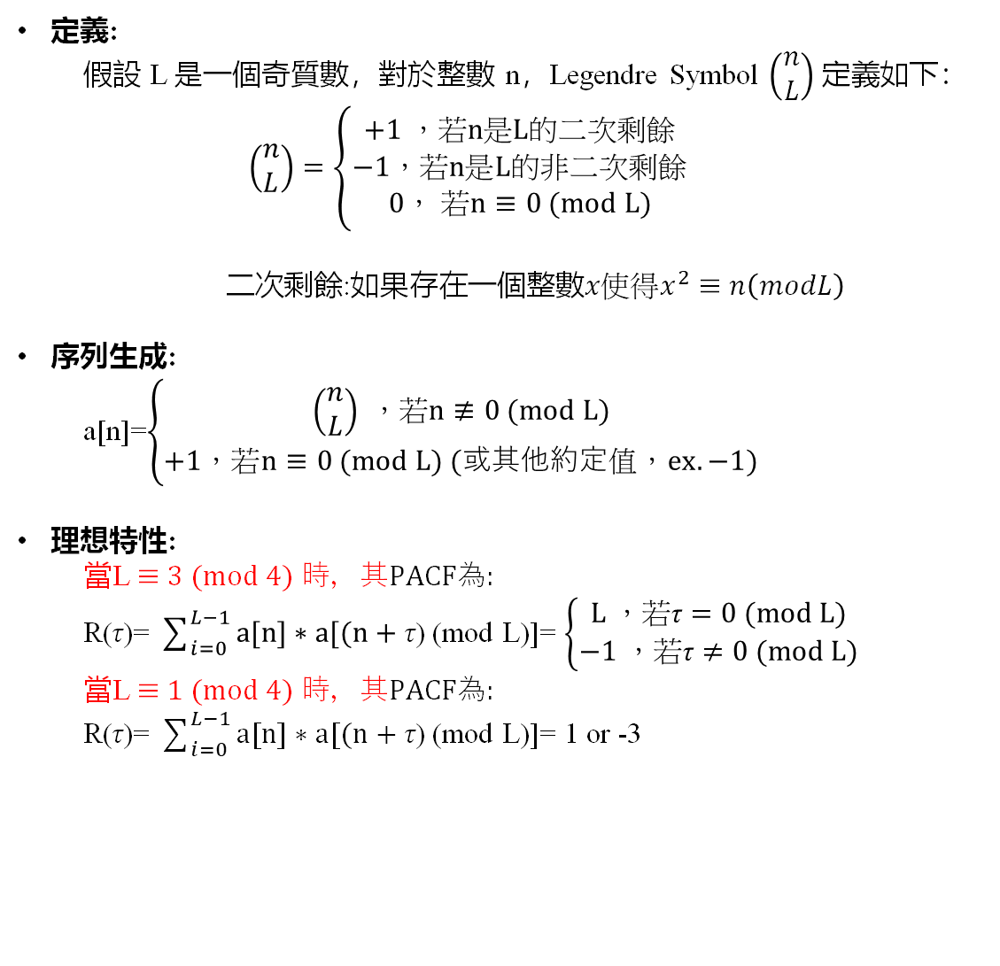 • 定義:
假設 L 是一個奇質數，對於整數 n，Legendre Symbol (n L) 定義如下：
(n L) = { +1 ，若n是L的二次剩餘
−1，若n是L的非二次剩餘
0， 若n ≡ 0 (mod L)
二次剩餘:如果存在一個整數x使得x² ≡ n(modL)
• 序列生成:
a[n]={ (n L) ，若n ≢ 0 (mod L)
+1，若n ≡ 0 (mod L) (或其他約定值，ex. −1)
• 理想特性:
當L ≡ 3 (mod 4) 時， 其PACF為:
R(τ)= ∑_{i=0}^{L−1} a[n] ∗ a[(n + τ) (mod L)]= { L ，若τ = 0 (mod L)
−1 ，若τ ≠ 0 (mod L)
當L ≡ 1 (mod 4) 時， 其PACF為:
R(τ)= ∑_{i=0}^{L−1} a[n] ∗ a[(n + τ) (mod L)]= 1 or -3